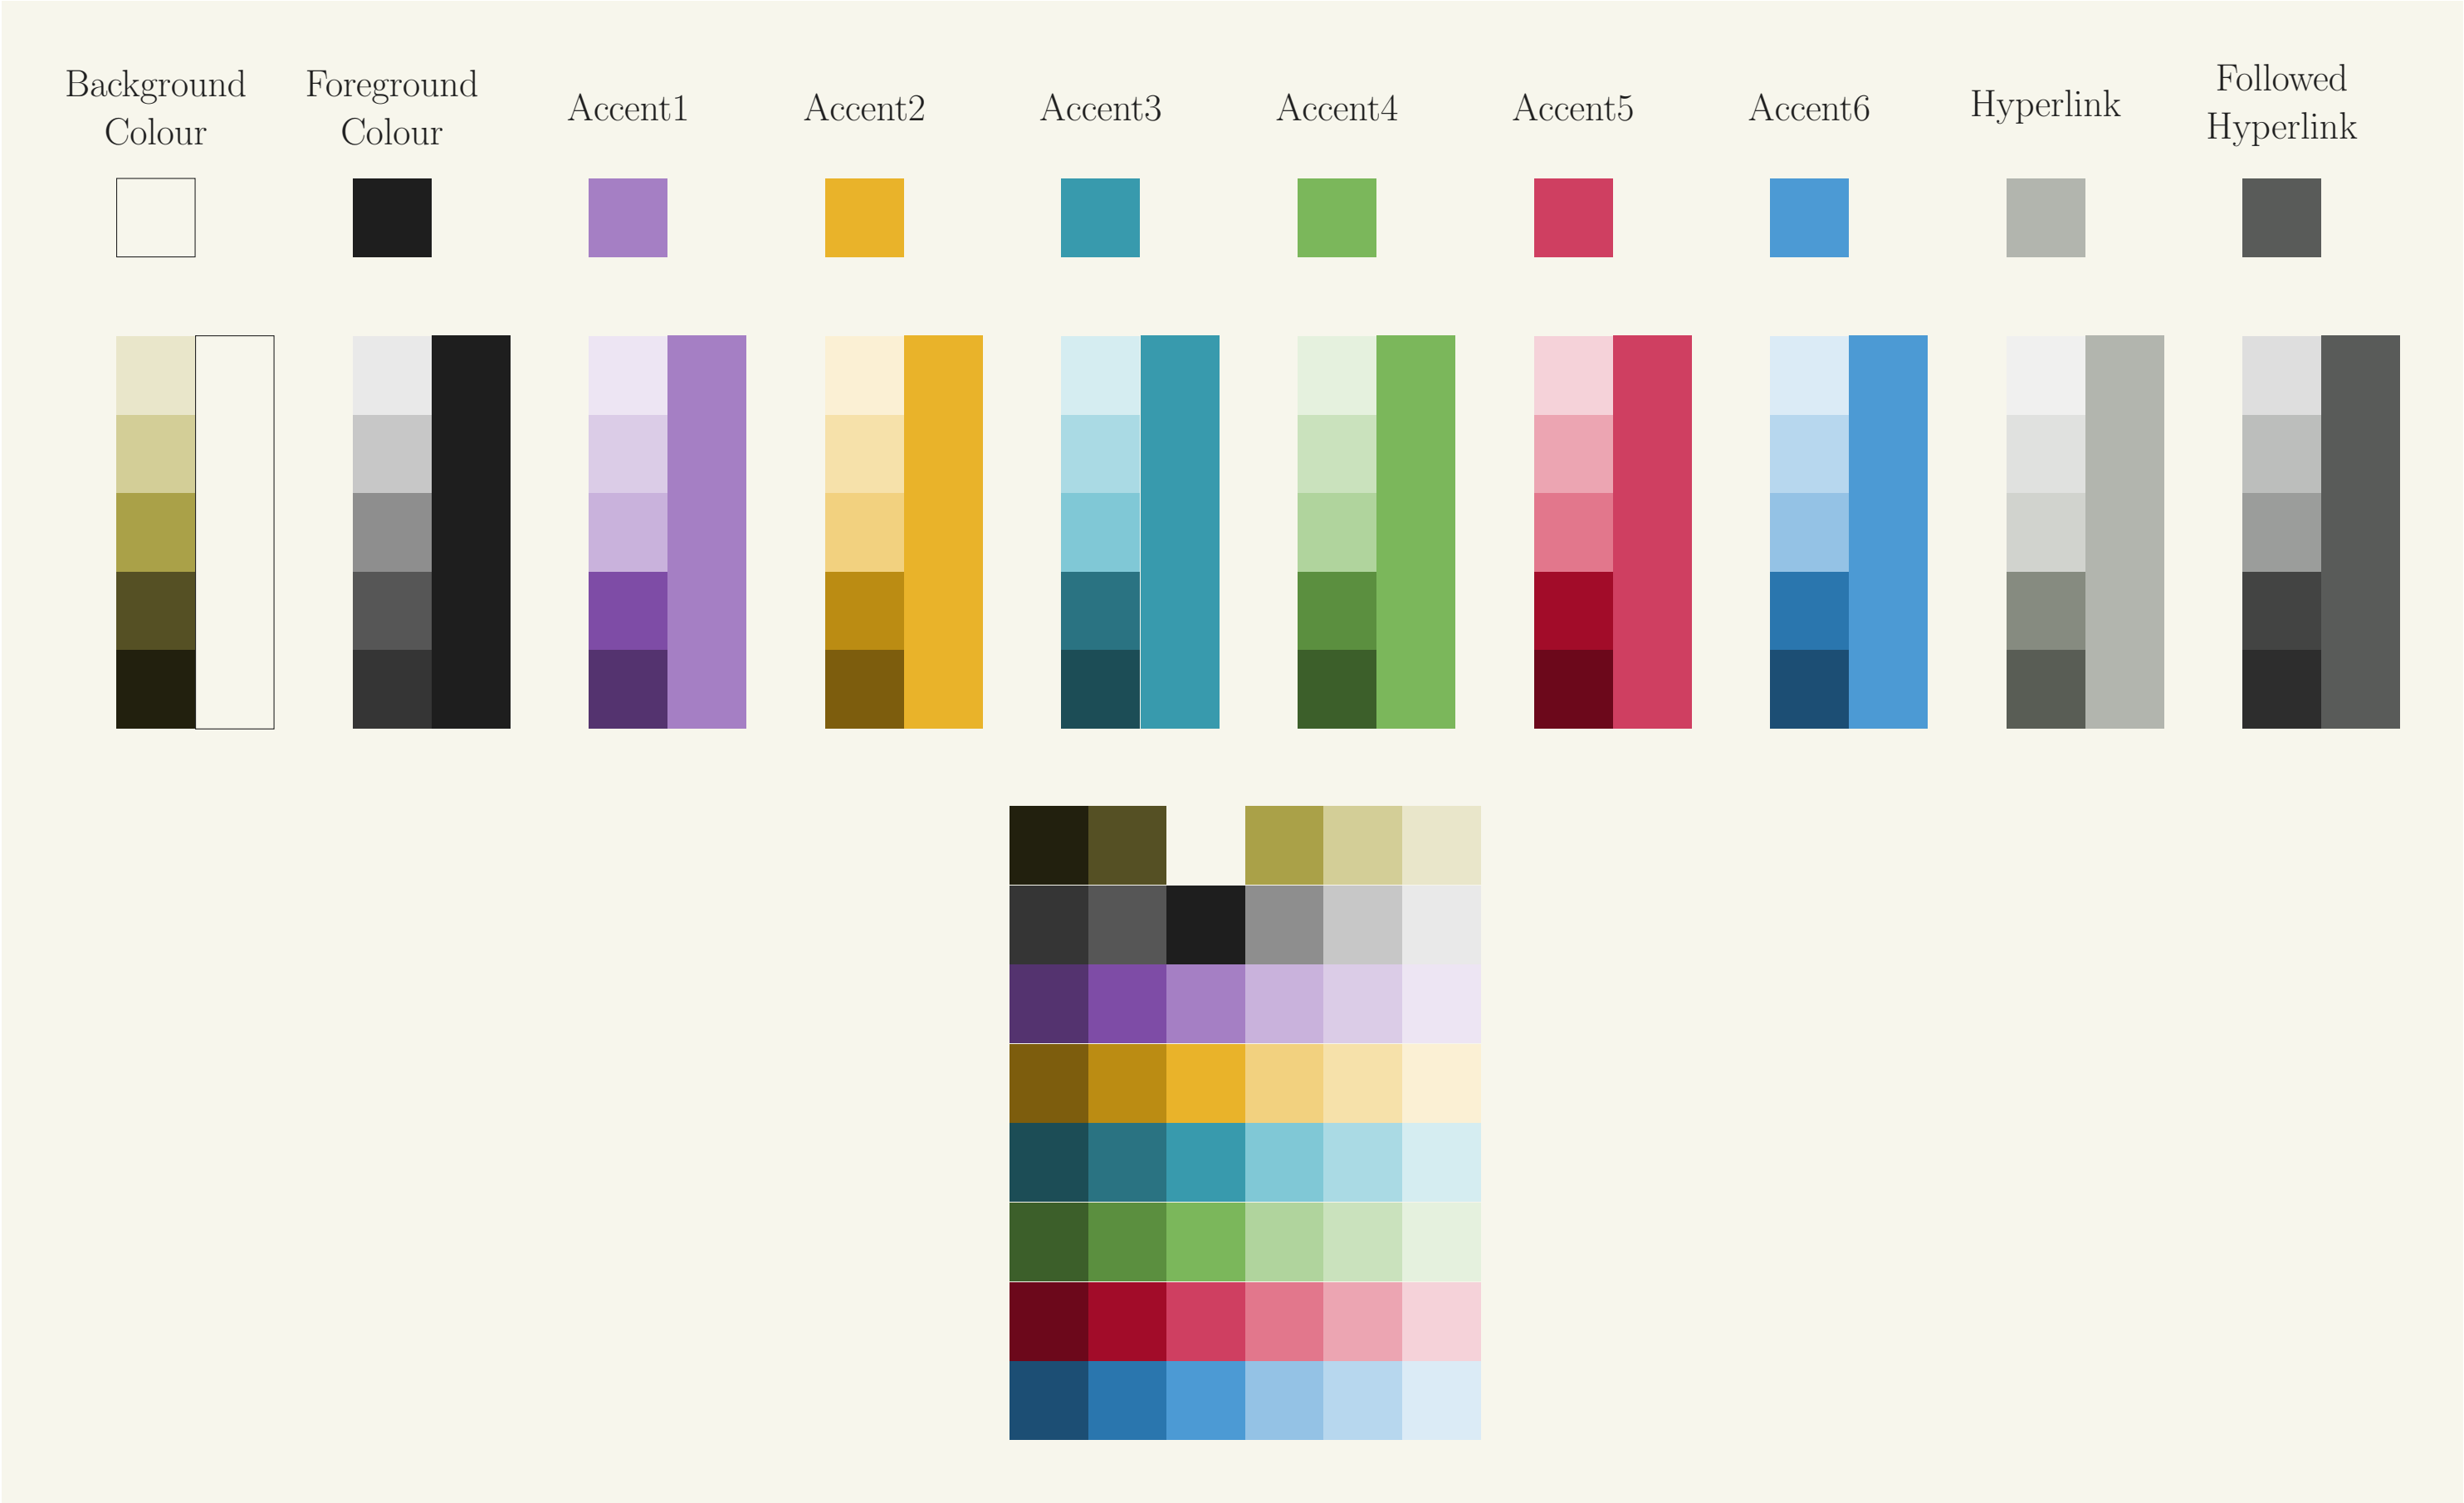 Background
Colour
Foreground
Colour
Accent1
Accent2
Accent3
Accent4
Accent5
Accent6
Hyperlink
Followed
Hyperlink